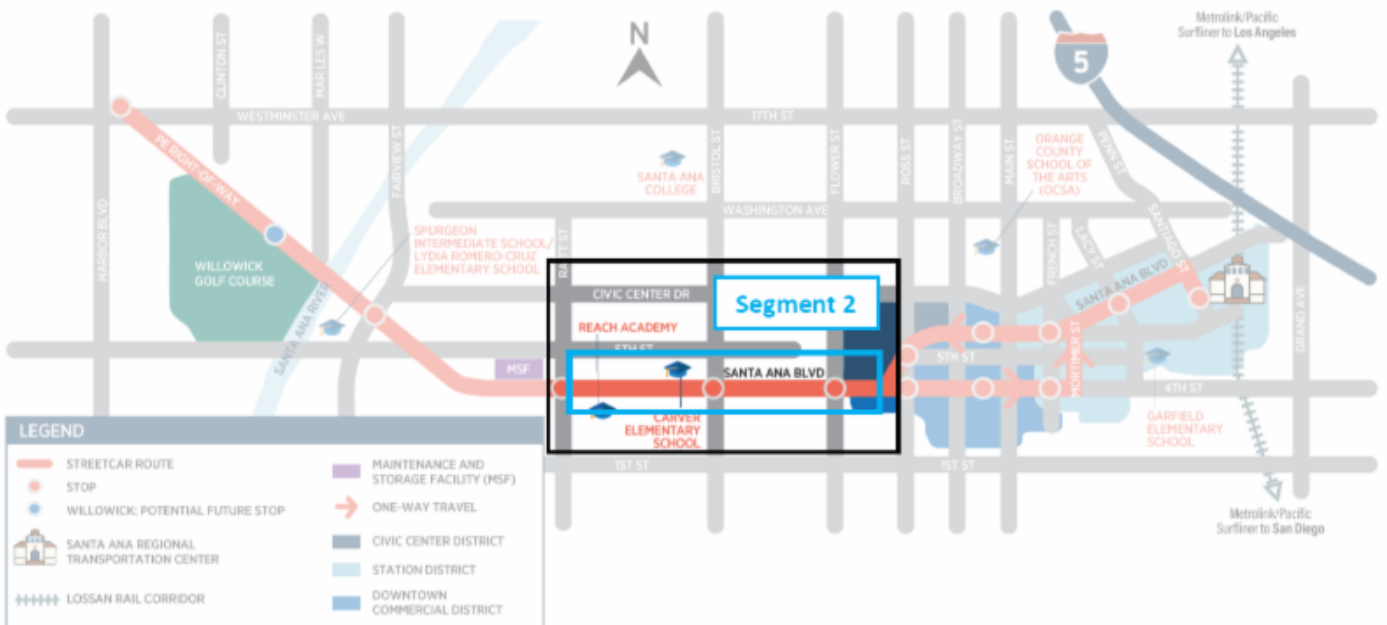 Metrolink/Pacific
Surfliner to Los Angeles
N
5
CLINTON ST
WESTMINSTER AVE
17TH ST
PE RIGHT-OF-WAY
FAIRVIEW ST
BRISTOL ST
FLOWER ST
ROSS ST
BROADWAY ST
MAIN ST
PENN ST
ORANGE
COUNTY
SCHOOL OF
THE ARTS
(OCSA)
SANTA ANA
COLLEGE
WASHINGTON AVE
HARBOR BLVD
SPURGEON
INTERMEDIATE SCHOOL/
LYDIA ROMERO-CRUZ
ELEMENTARY SCHOOL
WILLOWICK
GOLF COURSE
SANTA ANA RIVER
FRENCH ST
LACY ST
SANTIAGO ST
SANTA ANA BLVD
GRAND AVE
CIVIC CENTER DR
Segment 2
REACH ACADEMY
5TH ST
5TH ST
MSF
SANTA ANA BLVD
MORTIMER ST
4TH ST
CARVER
ELEMENTARY
SCHOOL
GARFIELD
ELEMENTARY
SCHOOL
1ST ST
1ST ST
Metrolink/Pacific
Surfliner to San Diego
LEGEND
STREETCAR ROUTE
STOP
WILLOWICK: POTENTIAL FUTURE STOP
SANTA ANA REGIONAL
TRANSPORTATION CENTER
LOSSAN RAIL CORRIDOR
MAINTENANCE AND
STORAGE FACILITY (MSF)
ONE-WAY TRAVEL
CIVIC CENTER DISTRICT
STATION DISTRICT
DOWNTOWN
COMMERCIAL DISTRICT